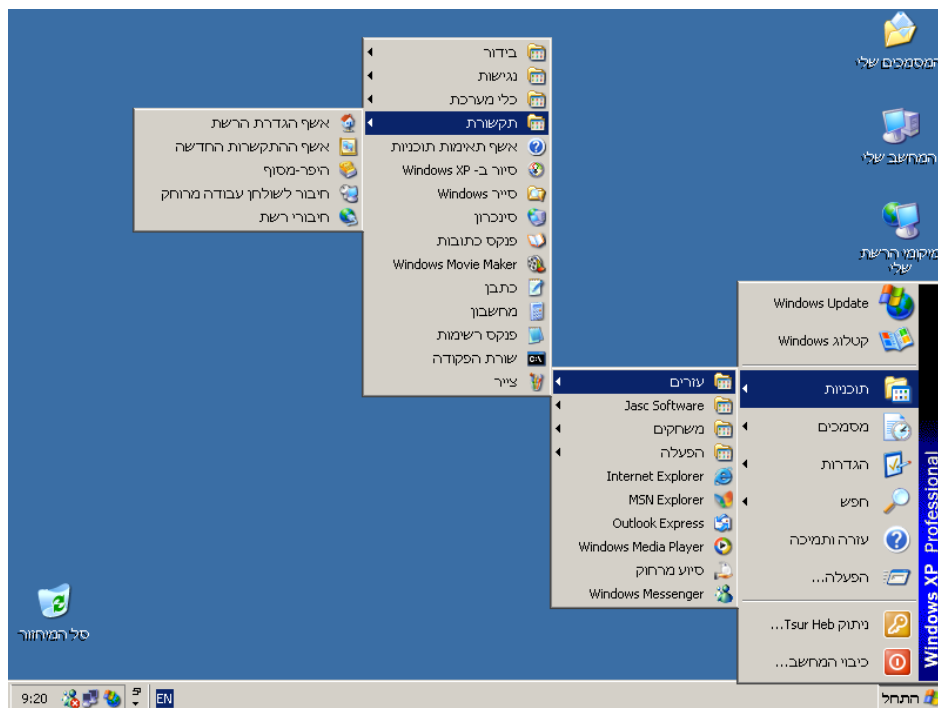 המסמכים שלי
המחשב שלי
מיקומי הרשת
שלי
סל המיחזור
Windows Update
קטלוג Windows
תוכניות
מסמכים
הגדרות
חפש
עזרה ותמיכה
הפעלה...
ניתוק Tsur Heb...
כיבוי המחשב...
Windows XP Professional
עזרים
Jasc Software
משחקים
הפעלה
Internet Explorer
MSN Explorer
Outlook Express
Windows Media Player
סיוע מרחוק
Windows Messenger
בידור
נגישות
כלי מערכת
תקשורת
אשף תאימות תוכניות
סיור ב- Windows XP
סייר Windows
סינכרון
פנקס כתובות
Windows Movie Maker
כתבן
מחשבון
פנקס רשימות
שורת הפקודה
צייר
אשף הגדרת הרשת
אשף ההתקשרות החדשה
היפר-מסוף
חיבור לשולחן עבודה מרוחק
חיבורי רשת
התחל
EN
9:20